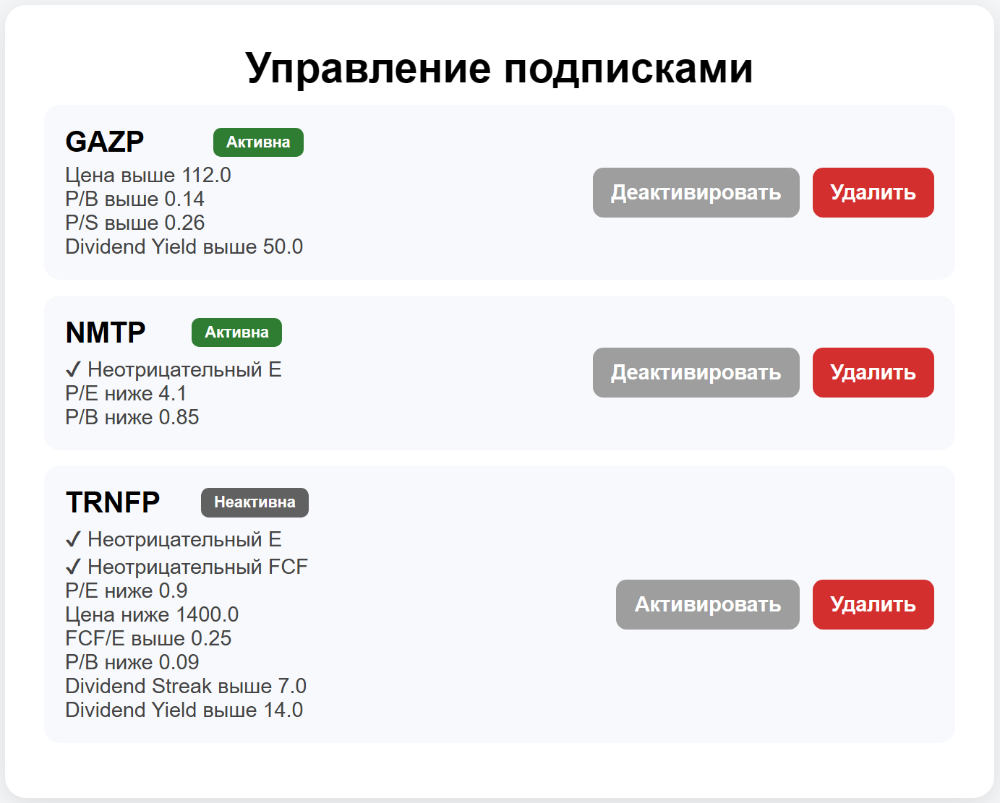 Управление подписками
GAZP Активна
Цена выше 112.0
P/B выше 0.14
P/S выше 0.26
Dividend Yield выше 50.0
Деактивировать Удалить
NMTP Активна
✓ Неотрицательный E
P/E ниже 4.1
P/B ниже 0.85
Деактивировать Удалить
TRNFP Неактивна
✓ Неотрицательный E
✓ Неотрицательный FCF
P/E ниже 0.9
Цена ниже 1400.0
FCF/E выше 0.25
P/B ниже 0.09
Dividend Streak выше 7.0
Dividend Yield выше 14.0
Активировать Удалить